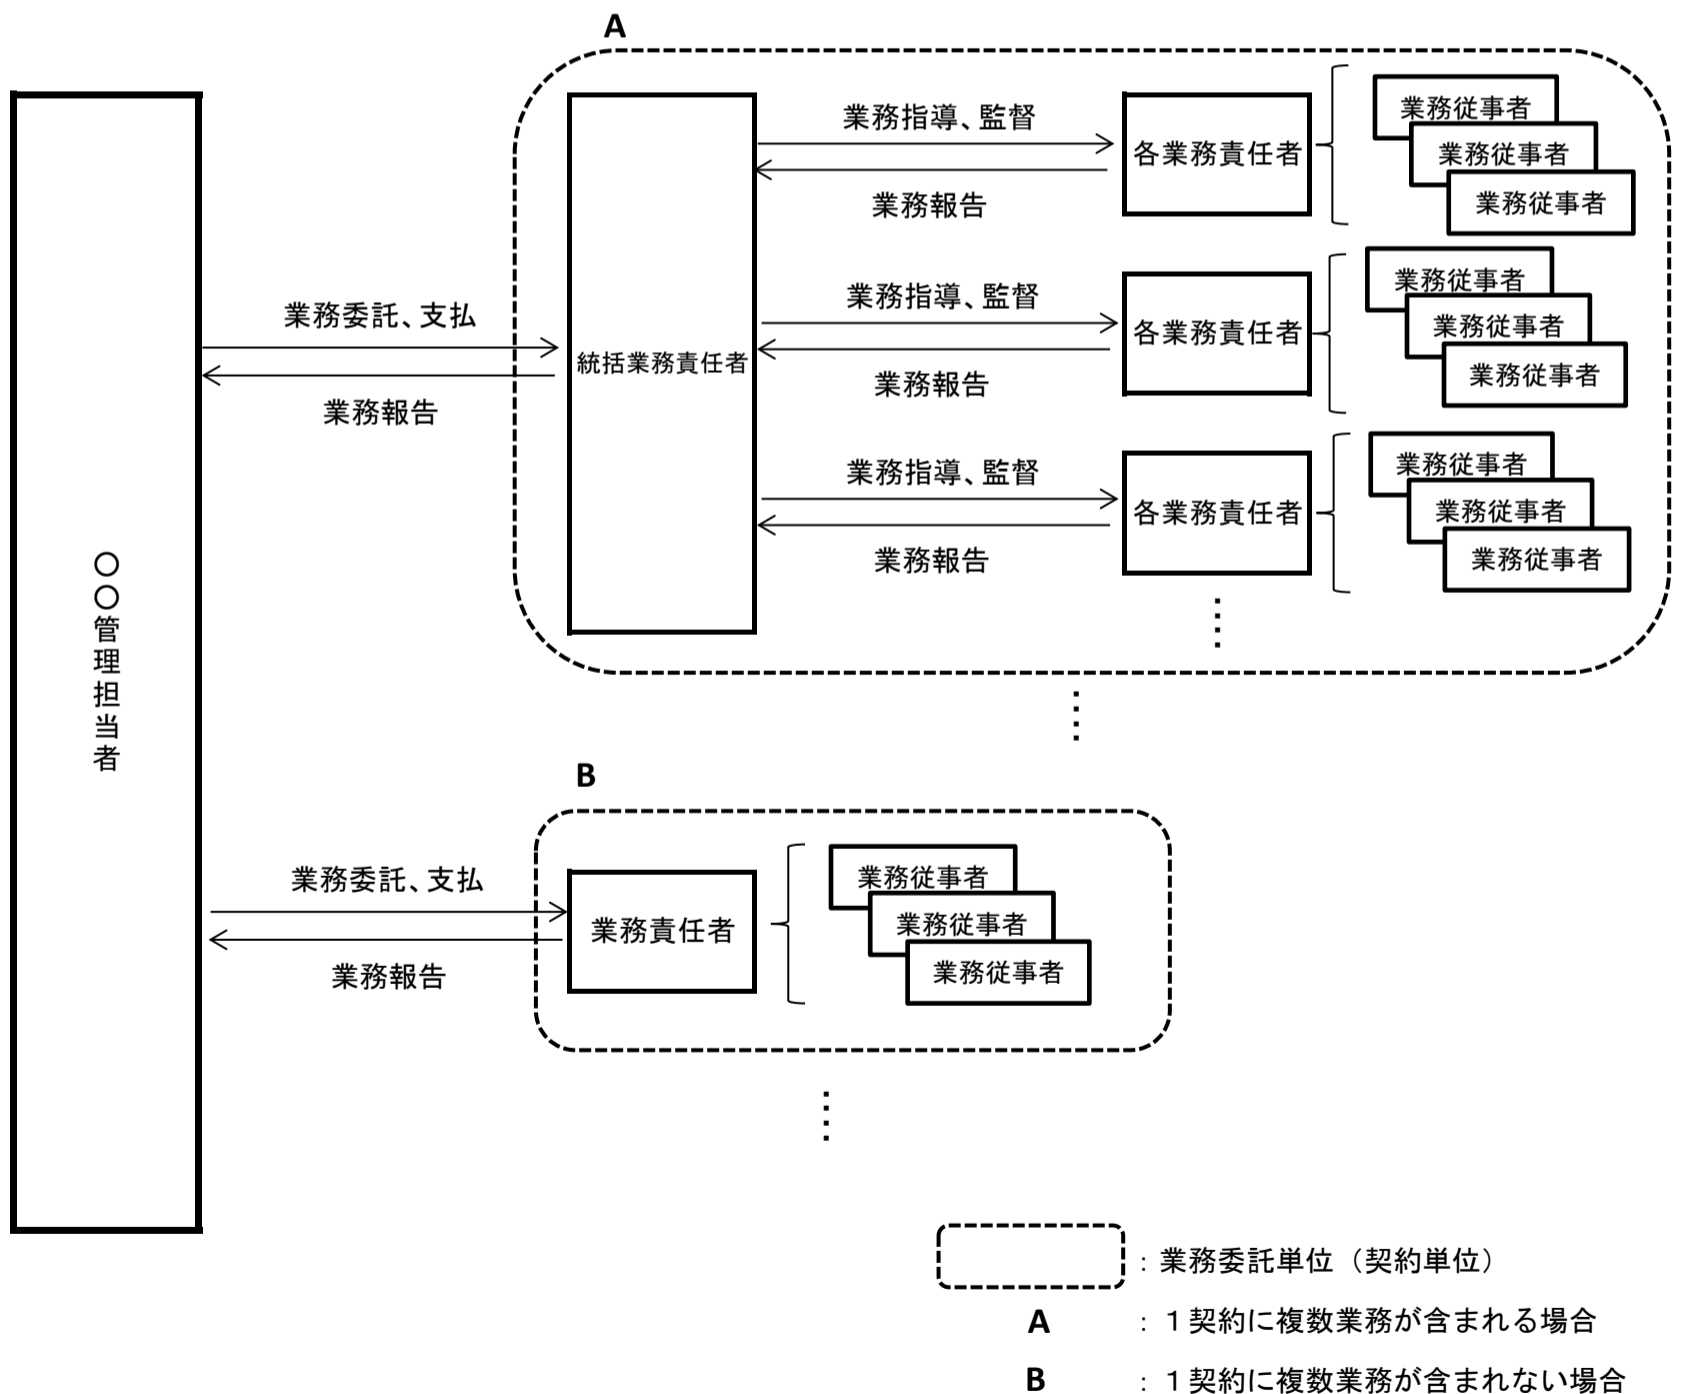 A
業務指導、監督
各業務責任者
業務従事者
業務従事者
業務従事者
業務報告
業務指導、監督
各業務責任者
業務従事者
業務従事者
業務従事者
業務報告
業務委託、支払
統括業務責任者
業務報告
業務指導、監督
各業務責任者
業務従事者
業務従事者
業務従事者
業務報告
〇〇管理担当者
B
業務委託、支払
業務責任者
業務従事者
業務従事者
業務従事者
業務報告
：業務委託単位（契約単位）
A ：１契約に複数業務が含まれる場合
B ：１契約に複数業務が含まれない場合